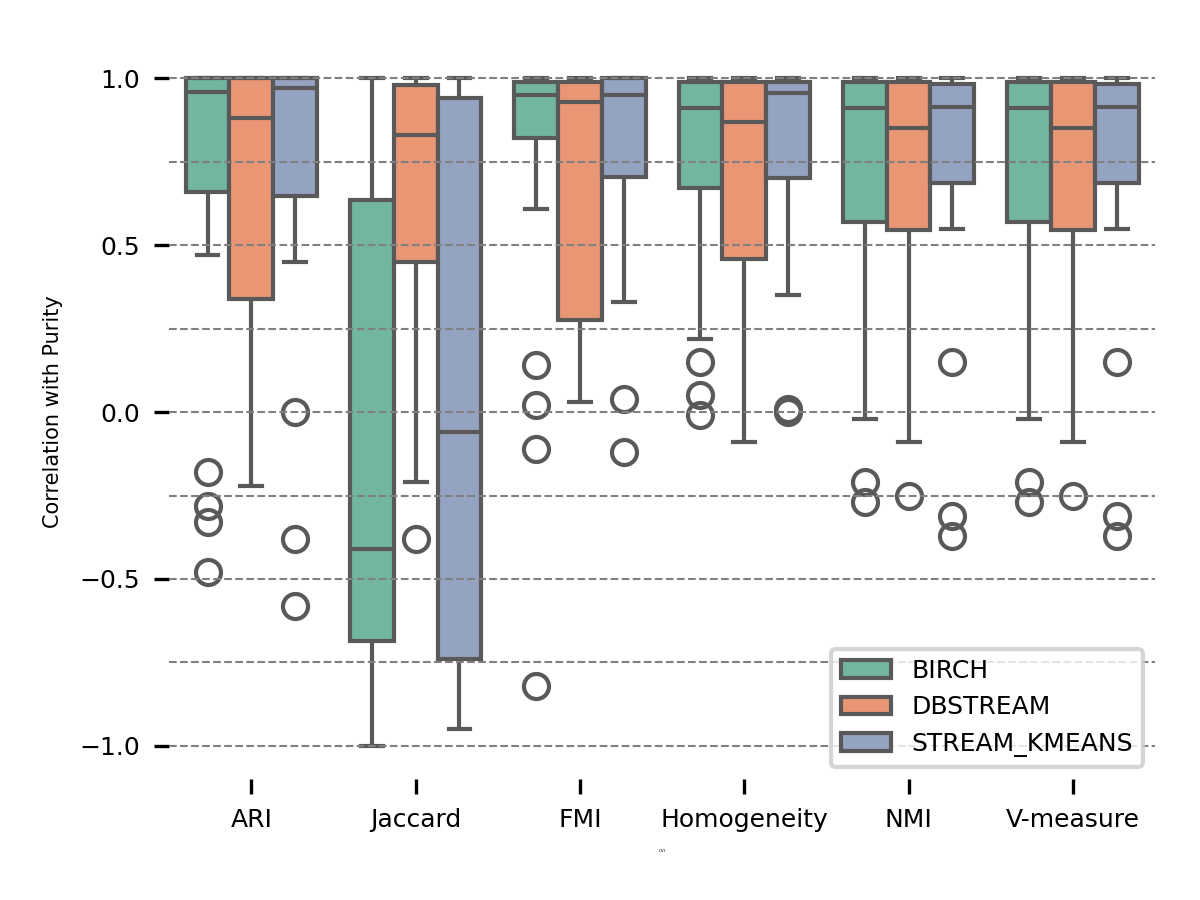 1.0
0.5
0.0
−0.5
−1.0
Correlation with Purity
BIRCH
DBSTREAM
STREAM_KMEANS
ARI
Jaccard
FMI
Homogeneity
NMI
V-measure